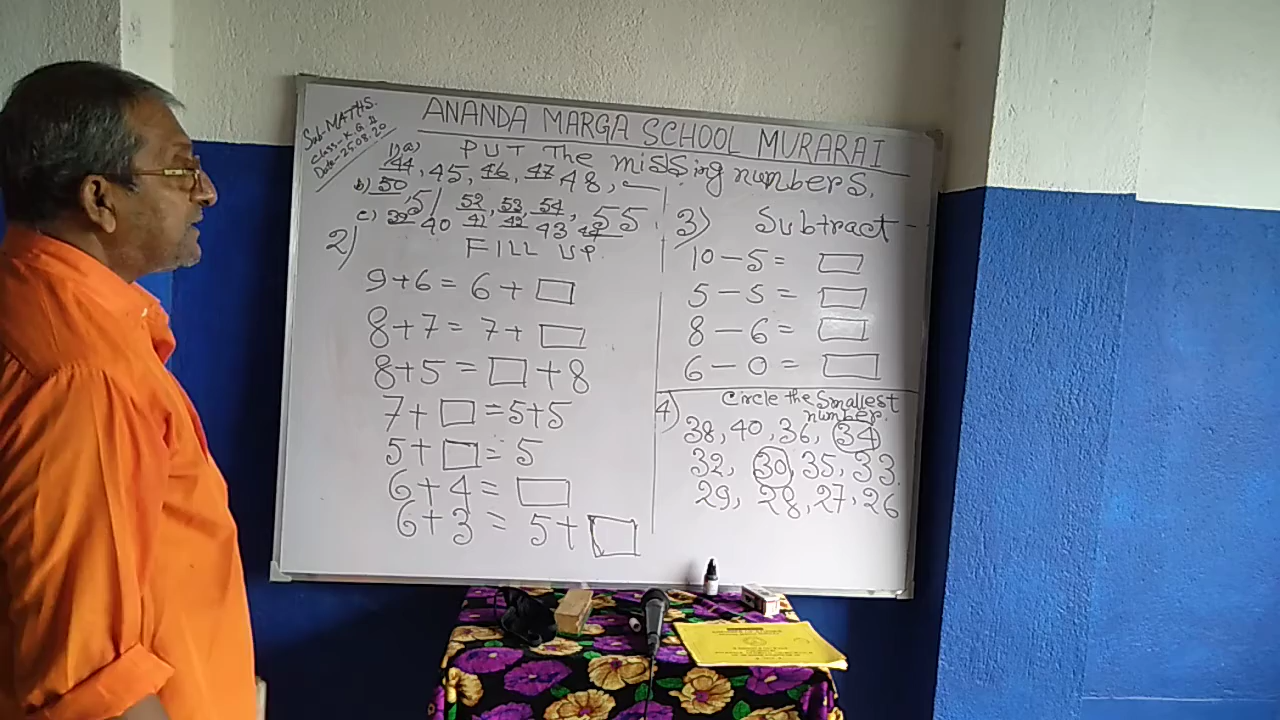 ANANDA MARGA SCHOOL MURARAI
Sub-MATHS.
Class-K.G II
Date-25.08.20
PUT The missing numbers.
1) a) 44, 45, 46, 47 48, —
b) 50, 51 52, 53, 54, 55
c) 39 40 41 42 43 44
2) FILL UP.
9+6= 6+ □
8+7= 7+ □
8+5 = □ +8
7+ □ =5+5
5+ □ = 5
6+4= □
6+3 = 5+ □
3) Subtract -
10-5= □
5-5= □
8-6= □
6-0= □
4) Circle the Smallest
number.
38, 40, 36, 34
32, 30, 35, 33.
29, 28, 27, 26